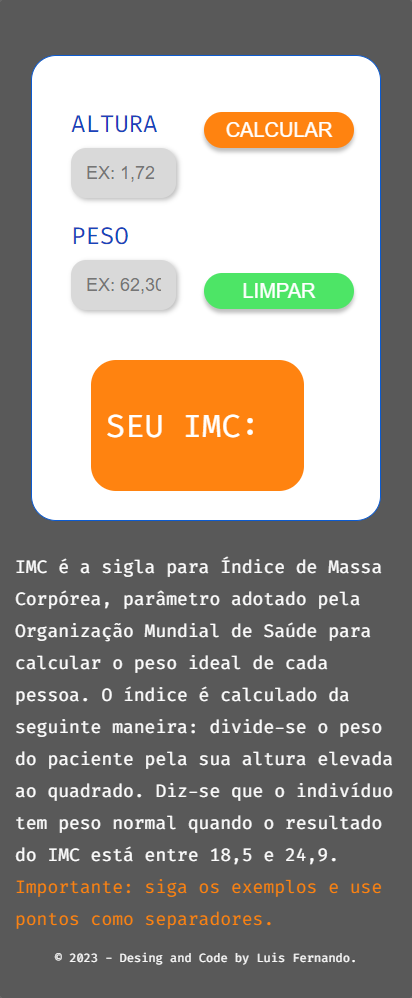 ALTURA
CALCULAR
EX: 1,72
PESO
EX: 62,30
LIMPAR
SEU IMC:
IMC é a sigla para Índice de Massa
Corpórea, parâmetro adotado pela
Organização Mundial de Saúde para
calcular o peso ideal de cada
pessoa. O índice é calculado da
seguinte maneira: divide-se o peso
do paciente pela sua altura elevada
ao quadrado. Diz-se que o indivíduo
tem peso normal quando o resultado
do IMC está entre 18,5 e 24,9.
Importante: siga os exemplos e use
pontos como separadores.
© 2023 - Desing and Code by Luis Fernando.